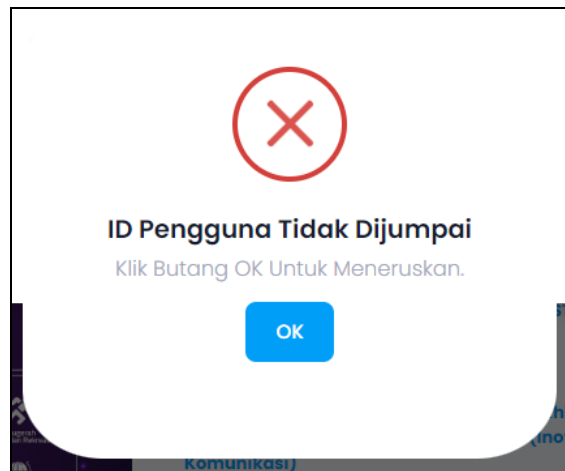 ID Pengguna Tidak Dijumpai
Klik Butang OK Untuk Meneruskan.
OK
Komunikasi)